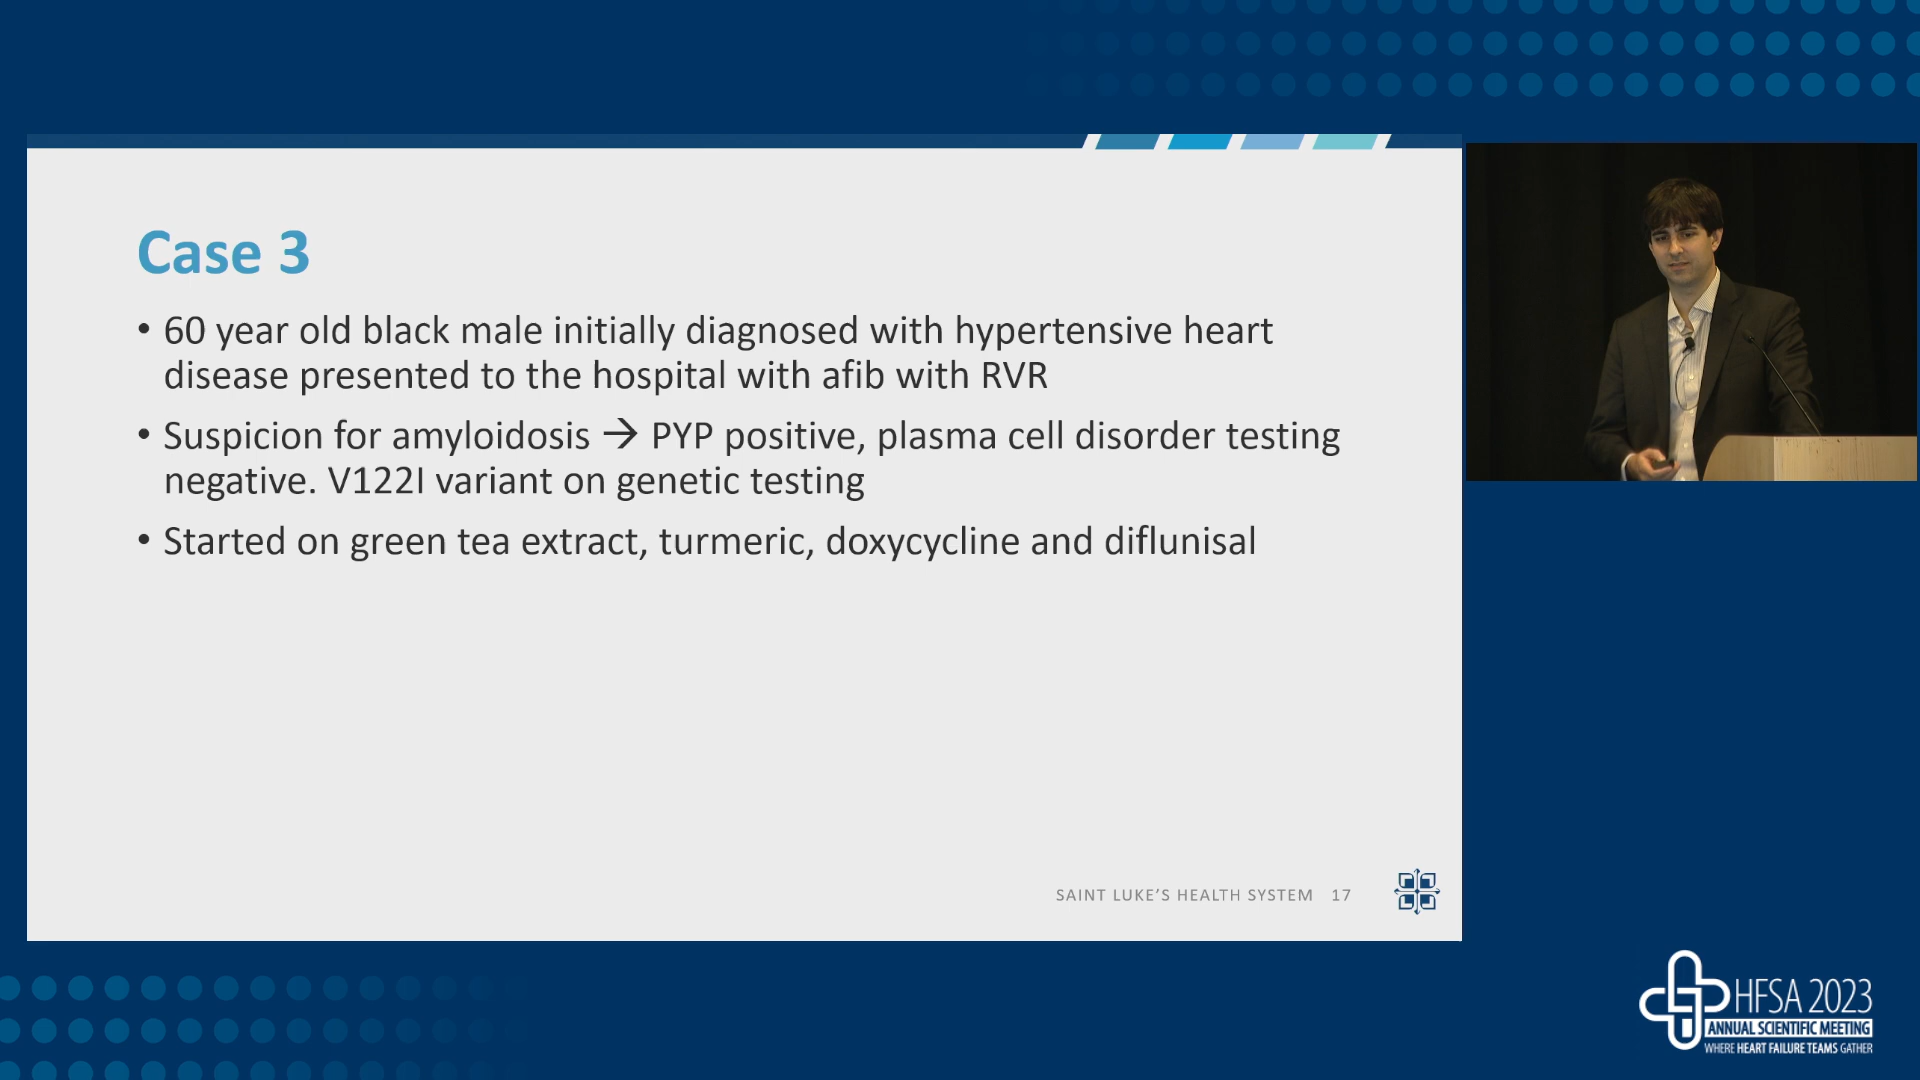 Case 3
• 60 year old black male initially diagnosed with hypertensive heart
disease presented to the hospital with afib with RVR
• Suspicion for amyloidosis → PYP positive, plasma cell disorder testing
negative. V122I variant on genetic testing
• Started on green tea extract, turmeric, doxycycline and diflunisal
SAINT LUKE'S HEALTH SYSTEM 17
HFSA 2023
ANNUAL SCIENTIFIC MEETING
WHERE HEART FAILURE TEAMS GATHER